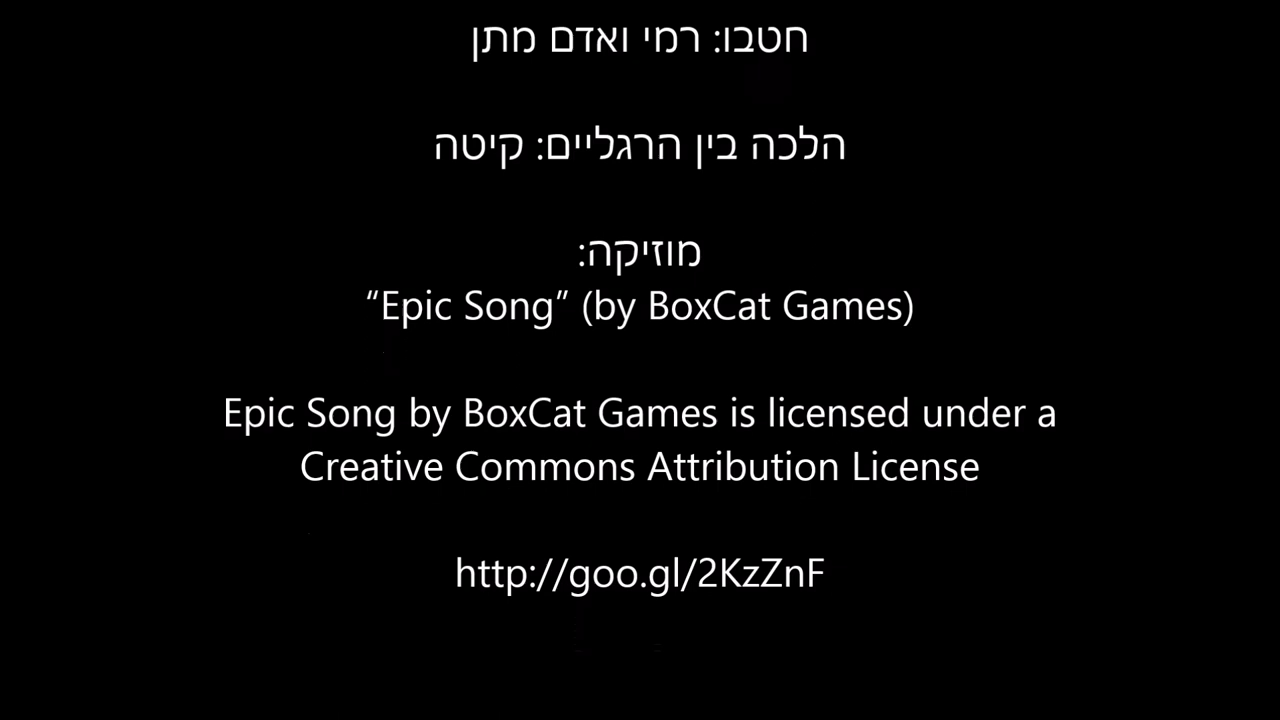 חטבו: רמי ואדם מתן
הלכה בין הרגליים: קיטה
מוזיקה:
“Epic Song” (by BoxCat Games)
Epic Song by BoxCat Games is licensed under a
Creative Commons Attribution License
http://goo.gl/2KzZnF